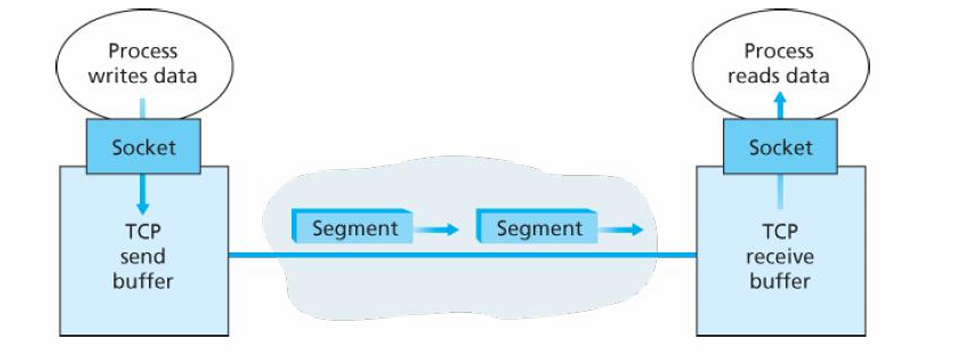 Process
writes data
Socket
TCP
send
buffer
Segment
Segment
Process
reads data
Socket
TCP
receive
buffer